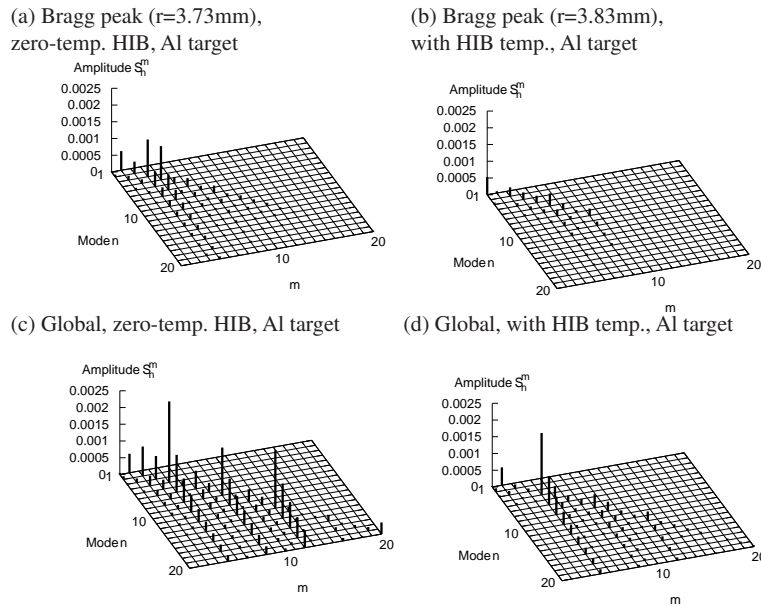 (a) Bragg peak (r=3.73mm),
zero-temp. HIB, Al target
Amplitude Sₙᵐ
0.0025
0.002
0.0015
0.001
0.0005
0
1
10
20
Mode n
10
20
m
(b) Bragg peak (r=3.83mm),
with HIB temp., Al target
Amplitude Sₙᵐ
0.0025
0.002
0.0015
0.001
0.0005
0
1
10
20
Mode n
10
20
m
(c) Global, zero-temp. HIB, Al target
Amplitude Sₙᵐ
0.0025
0.002
0.0015
0.001
0.0005
0
1
10
20
Mode n
10
20
m
(d) Global, with HIB temp., Al target
Amplitude Sₙᵐ
0.0025
0.002
0.0015
0.001
0.0005
0
1
10
20
Mode n
10
20
m